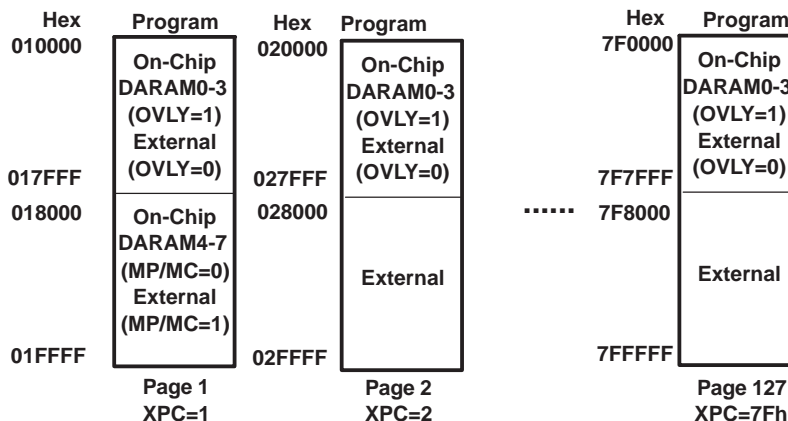 Hex Program
010000
On-Chip
DARAM0-3
(OVLY=1)
External
(OVLY=0)
017FFF
018000
On-Chip
DARAM4-7
(MP/MC=0)
External
(MP/MC=1)
01FFFF
Page 1
XPC=1
Hex Program
020000
On-Chip
DARAM0-3
(OVLY=1)
External
(OVLY=0)
027FFF
028000
External
02FFFF
Page 2
XPC=2
......
Hex Program
7F0000
On-Chip
DARAM0-3
(OVLY=1)
External
(OVLY=0)
7F7FFF
7F8000
External
7FFFFF
Page 127
XPC=7Fh